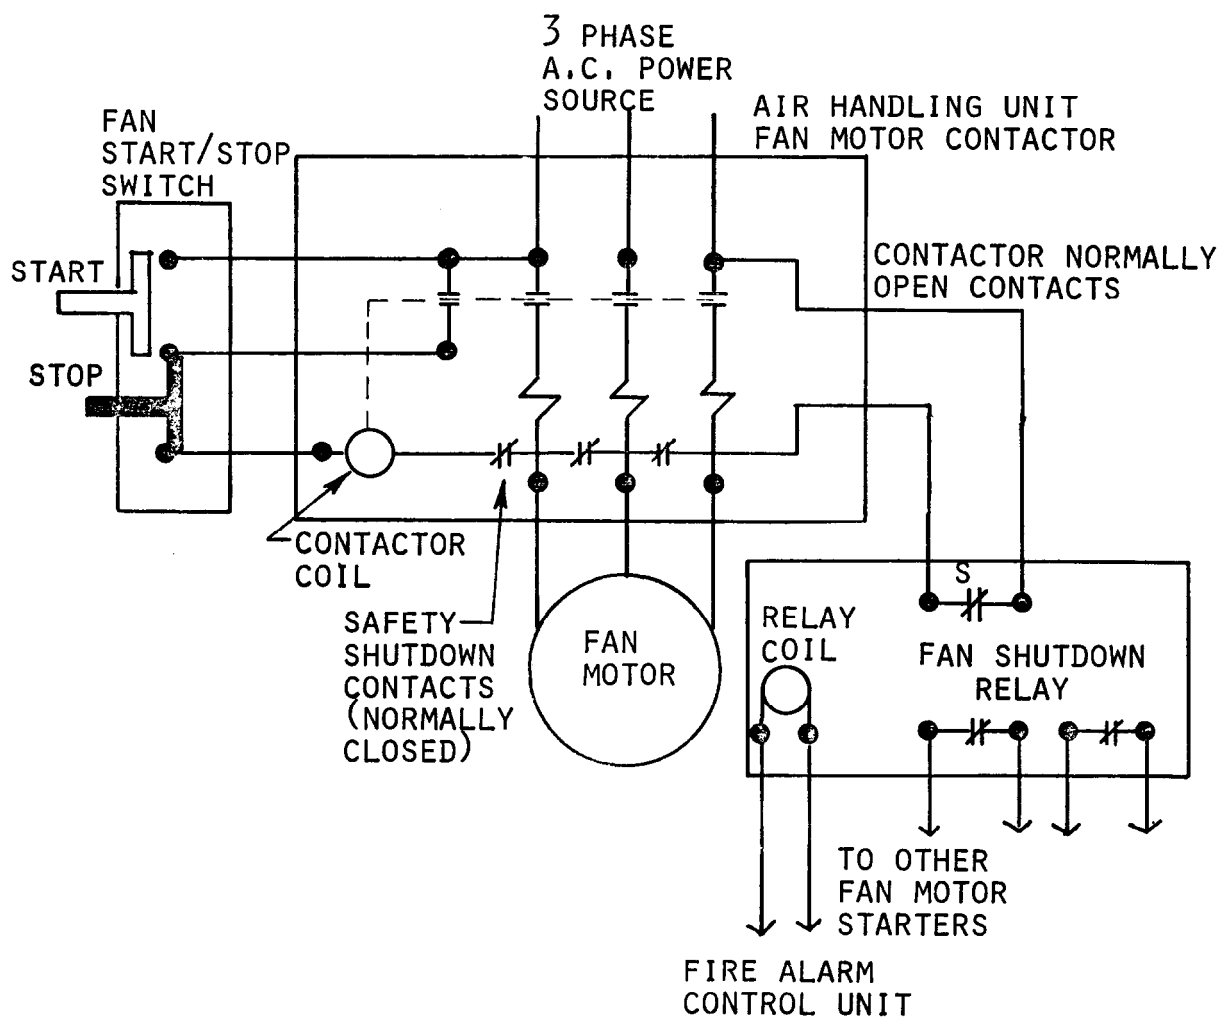 3 PHASE
A.C. POWER
SOURCE
AIR HANDLING UNIT
FAN MOTOR CONTACTOR
FAN
START/STOP
SWITCH
START
STOP
CONTACTOR NORMALLY
OPEN CONTACTS
CONTACTOR
COIL
SAFETY
SHUTDOWN
CONTACTS
(NORMALLY
CLOSED)
FAN
MOTOR
S
RELAY
COIL
FAN SHUTDOWN
RELAY
TO OTHER
FAN MOTOR
STARTERS
FIRE ALARM
CONTROL UNIT